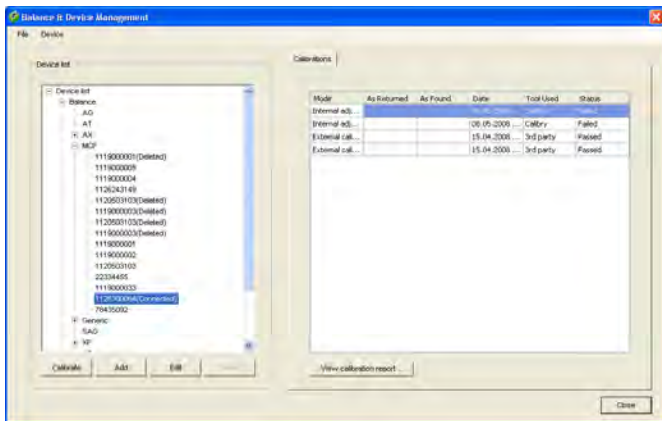 Balance & Device Management
File Device
Device list
Calibrations
Device list
Balance
AG
AT
AX
MCP
1119000001(Deleted)
1119000009
1119000004
1126243149
1120503103(Deleted)
1119000003(Deleted)
1120503103(Deleted)
1119000003(Deleted)
1119000001
1119000002
1120503103
22334455
1119000033
(Connected)
78435092
Generic
SAG
XP
Mode As Returned As Found Date Tool Used Status
Internal adj... Failed
Internal adj... 08.05.2008 ... Calibry Failed
External cali... 15.04.2008 ... 3rd party Passed
External cali... 15.04.2008 ... 3rd party Passed
Calibrate Add Edit
View calibration report
Close